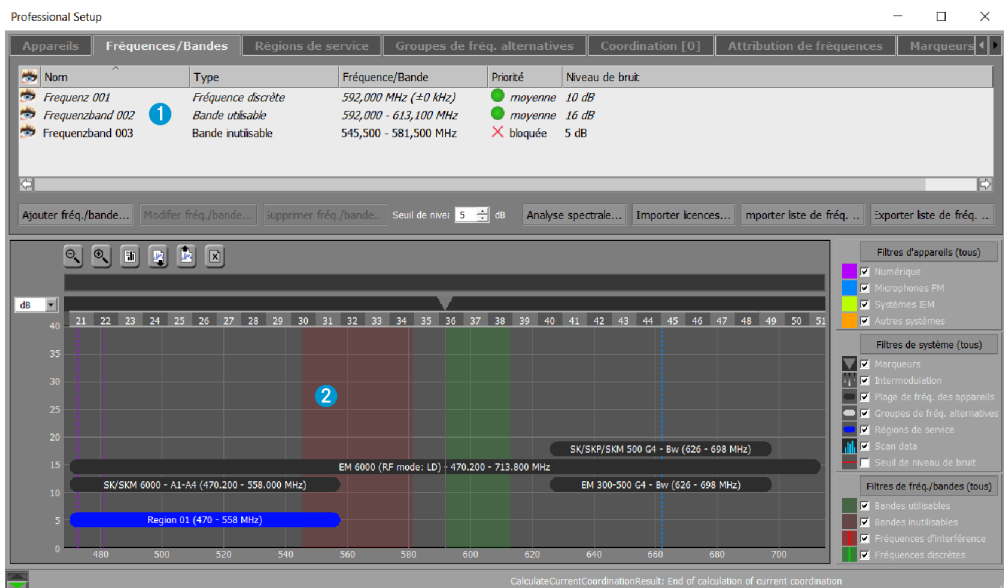 Professional Setup
Appareils Fréquences/Bandes Régions de service Groupes de fréq. alternatives Coordination [0] Attribution de fréquences Marqueurs
Nom Type Fréquence/Bande Priorité Niveau de bruit
Frequenz 001 Fréquence discrète 592,000 MHz (±0 kHz) moyenne 10 dB
Frequenzband 002 Bande utilisable 592,000 - 613,100 MHz moyenne 16 dB
1
Frequenzband 003 Bande inutilisable 545,500 - 581,500 MHz bloquée 5 dB
Ajouter fréq./bande... Modifier fréq./bande... Supprimer fréq./bande.. Seuil de nivea 5 dB Analyse spectrale... Importer licences... mporter liste de fréq. .. Exporter liste de fréq. ...
dB
21 22 23 24 25 26 27 28 29 30 31 32 33 34 35 36 37 38 39 40 41 42 43 44 45 46 47 48 49 50 51
40
35
30
25
20
15
10
5
0
2
SK/SKP/SKM 500 G4 - Bw (626 - 698 MHz)
EM 6000 (RF mode: LD) - 470.200 - 713.800 MHz
SK/SKM 6000 - A1-A4 (470.200 - 558.000 MHz)
EM 300-500 G4 - Bw (626 - 698 MHz)
Region 01 (470 - 558 MHz)
480 500 520 540 560 580 600 620 640 660 680 700
Filtres d'appareils (tous)
Numérique
Microphones FM
Systèmes IEM
Autres systèmes
Filtres de système (tous)
Marqueurs
Intermodulation
Plage de fréq. des appareils
Groupes de fréq. alternatives
Régions de service
Scan data
Seuil de niveau de bruit
Filtres de fréq./bandes (tous)
Bandes utilisables
Bandes inutilisables
Fréquences d'interférence
Fréquences discrètes
CalculateCurrentCoordinationResult: End of calculation of current coordination